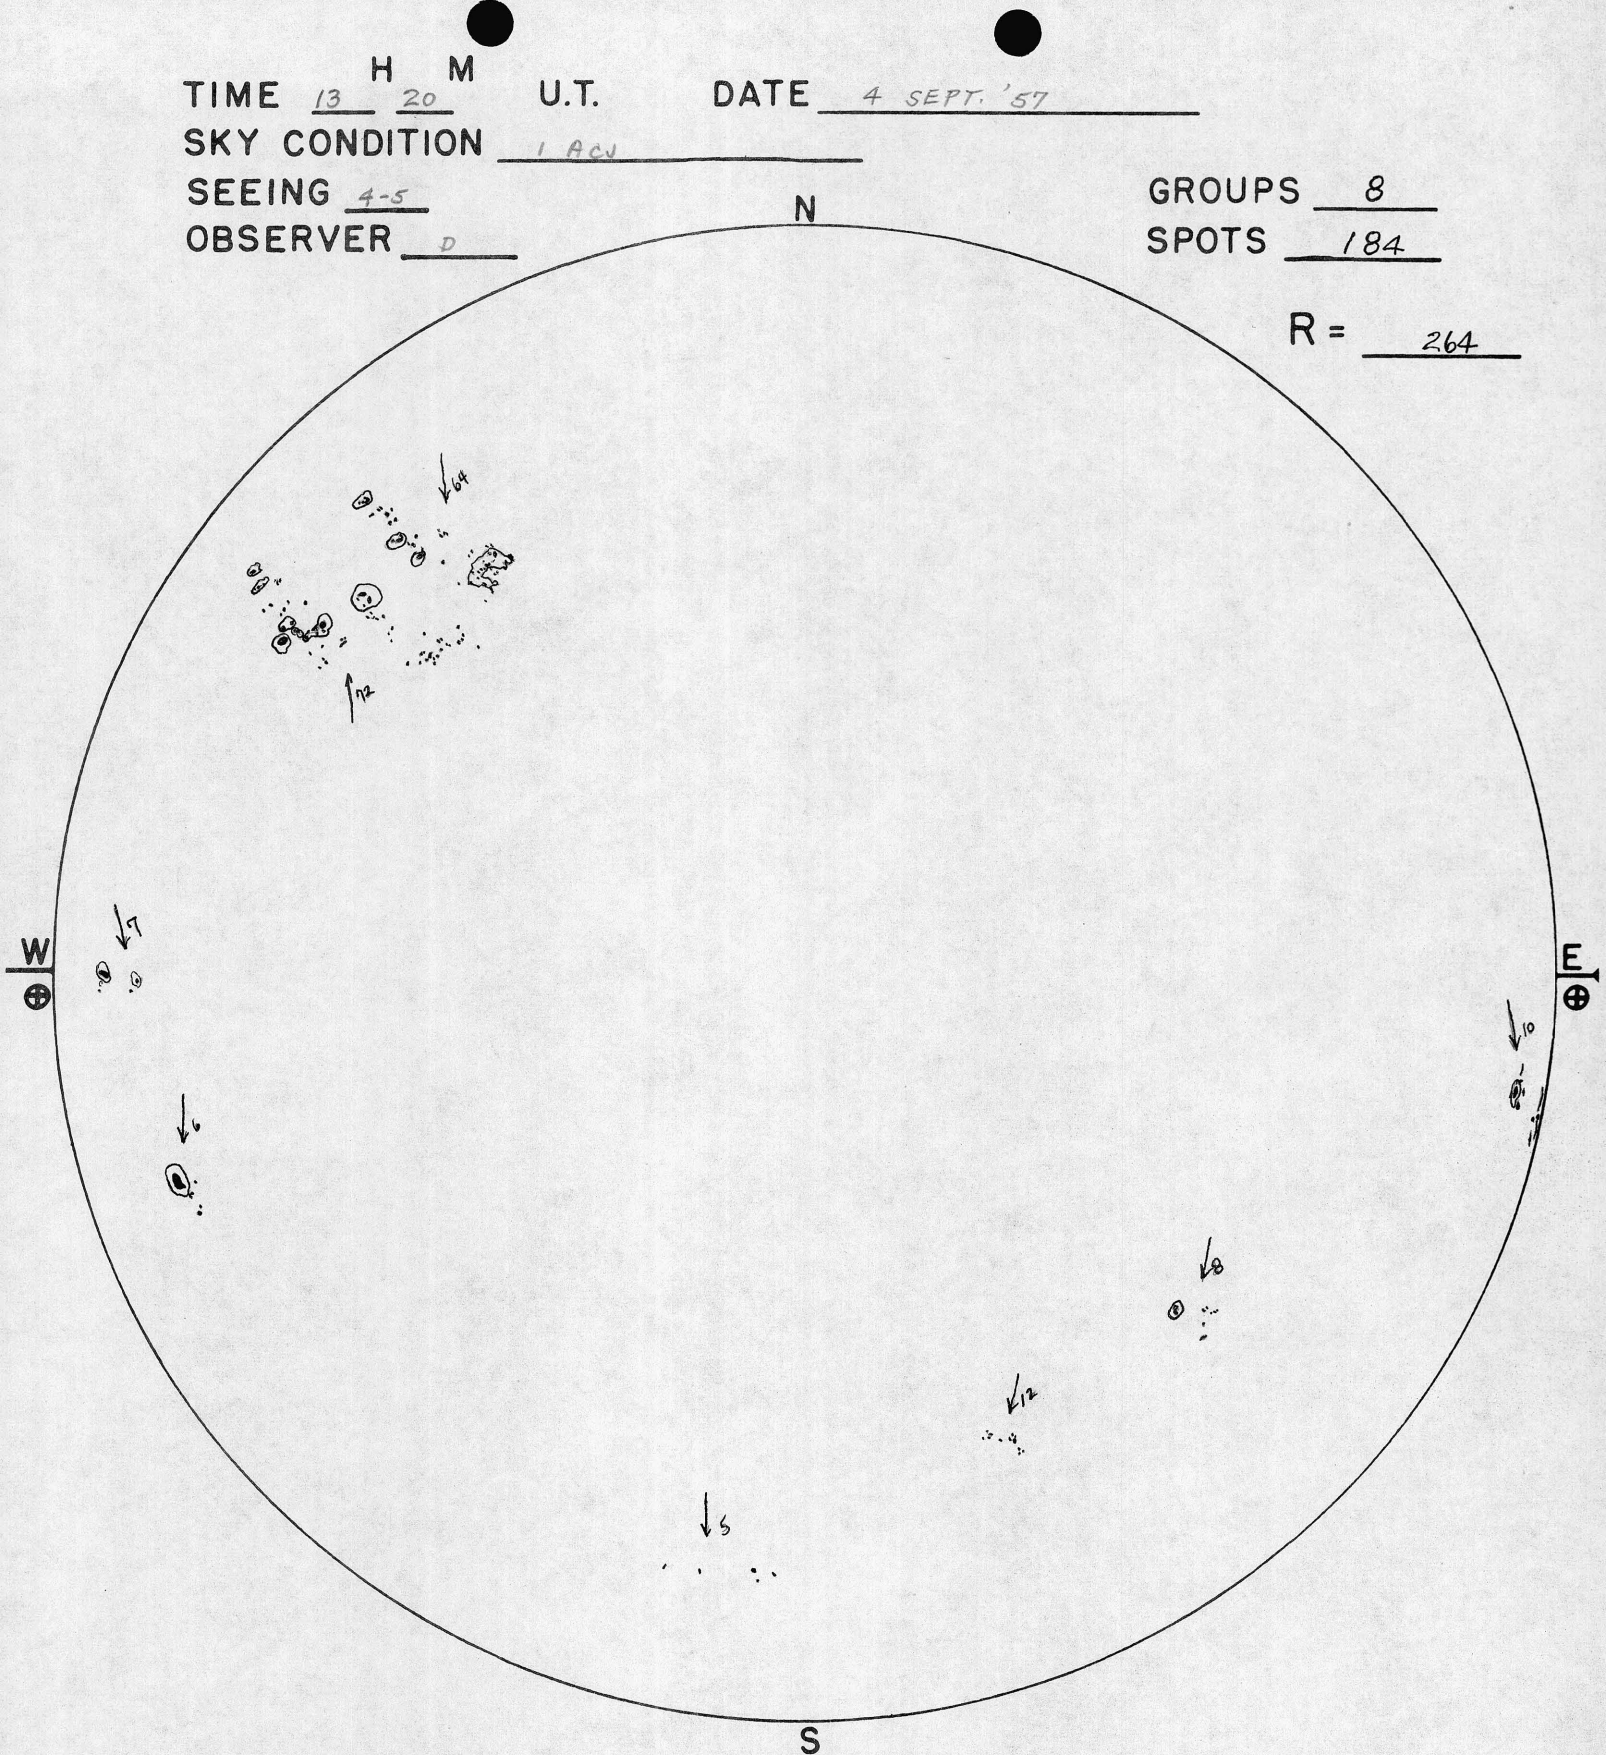 H M
TIME 13 20 U.T. DATE 4 SEPT. '57
SKY CONDITION 1 Acu
SEEING 4-5
OBSERVER D
GROUPS 8
SPOTS 184
R = 264
N
64
72
7
W
E
10
6
8
12
5
S